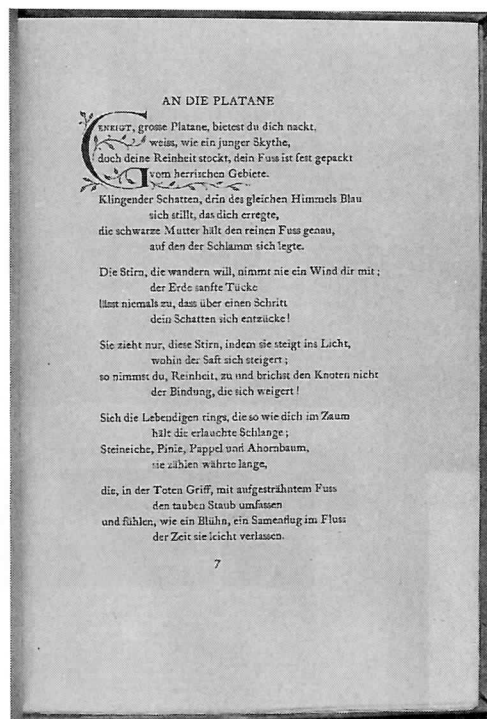 AN DIE PLATANE
GENEIGT, grosse Platane, bietest du dich nackt,
weiss, wie ein junger Skythe,
doch deine Reinheit stockt, dein Fuss ist fest gepackt
vom herrischen Gebiete.
Klingender Schatten, drin des gleichen Himmels Blau
sich stillt, das dich erregte,
die schwarze Mutter hält den reinen Fuss genau,
auf den der Schlamm sich legte.
Die Stirn, die wandern will, nimmt nie ein Wind dir mit;
der Erde sanfte Tücke
lässt niemals zu, dass über einen Schritt
dein Schatten sich entzücke!
Sie zieht nur, diese Stirn, indem sie steigt ins Licht,
wohin der Saft sich steigert;
so nimmst du, Reinheit, zu und brichst den Knoten nicht
der Bindung, die sich weigert!
Sieh die Lebendigen rings, die so wie dich im Zaum
hält die erlauchte Schlange;
Steineiche, Pinie, Pappel und Ahornbaum,
sie zählen währte lange,
die, in der Toten Griff, mit aufgesträhntem Fuss
den tauben Staub umfassen
und fühlen, wie ein Blühn, ein Samenflug im Fluss
der Zeit sie leicht verlassen.
7